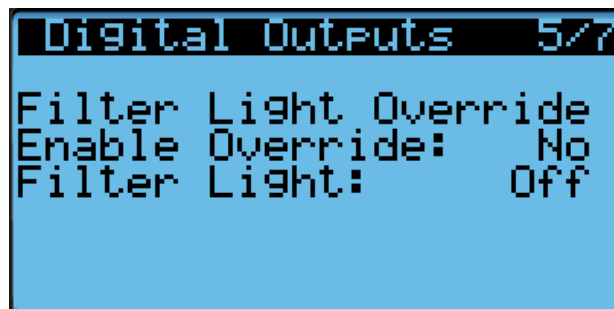 Digital Outputs 5/7
Filter Light Override
Enable Override: No
Filter Light: Off